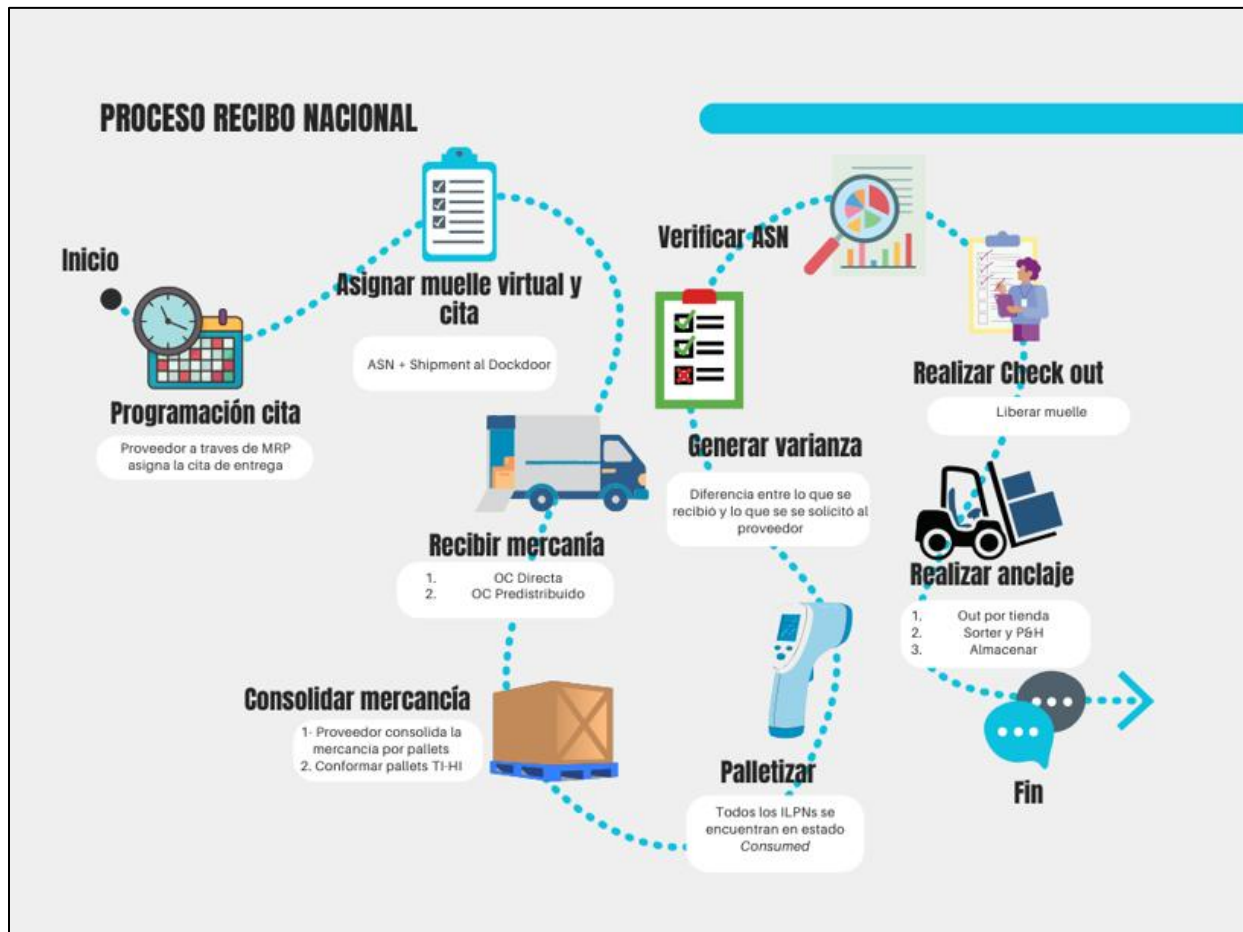 PROCESO RECIBO NACIONAL
Inicio
Programación cita
Proveedor a traves de MRP
asigna la cita de entrega
Asignar muelle virtual y
cita
ASN + Shipment al Dockdoor
Recibir mercanía
1. OC Directa
2. OC Predistribuido
Consolidar mercancía
1- Proveedor consolida la
mercancia por pallets
2. Conformar pallets TI-HI
Palletizar
Todos los ILPNs se
encuentran en estado
Consumed
Generar varianza
Diferencia entre lo que se
recibió y lo que se se solicitó al
proveedor
Verificar ASN
Realizar Check out
Liberar muelle
Realizar anclaje
1. Out por tienda
2. Sorter y P&H
3. Almacenar
Fin